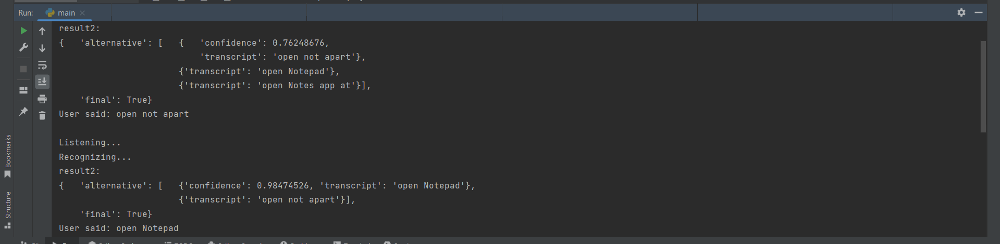 Run: main
result2:
{   'alternative': [   {   'confidence': 0.76248676,
                           'transcript': 'open not apart'},
                       {'transcript': 'open Notepad'},
                       {'transcript': 'open Notes app at'}],
    'final': True}
User said: open not apart
Listening...
Recognizing...
result2:
{   'alternative': [   {'confidence': 0.98474526, 'transcript': 'open Notepad'},
                       {'transcript': 'open not apart'}],
    'final': True}
User said: open Notepad
Bookmarks
Structure